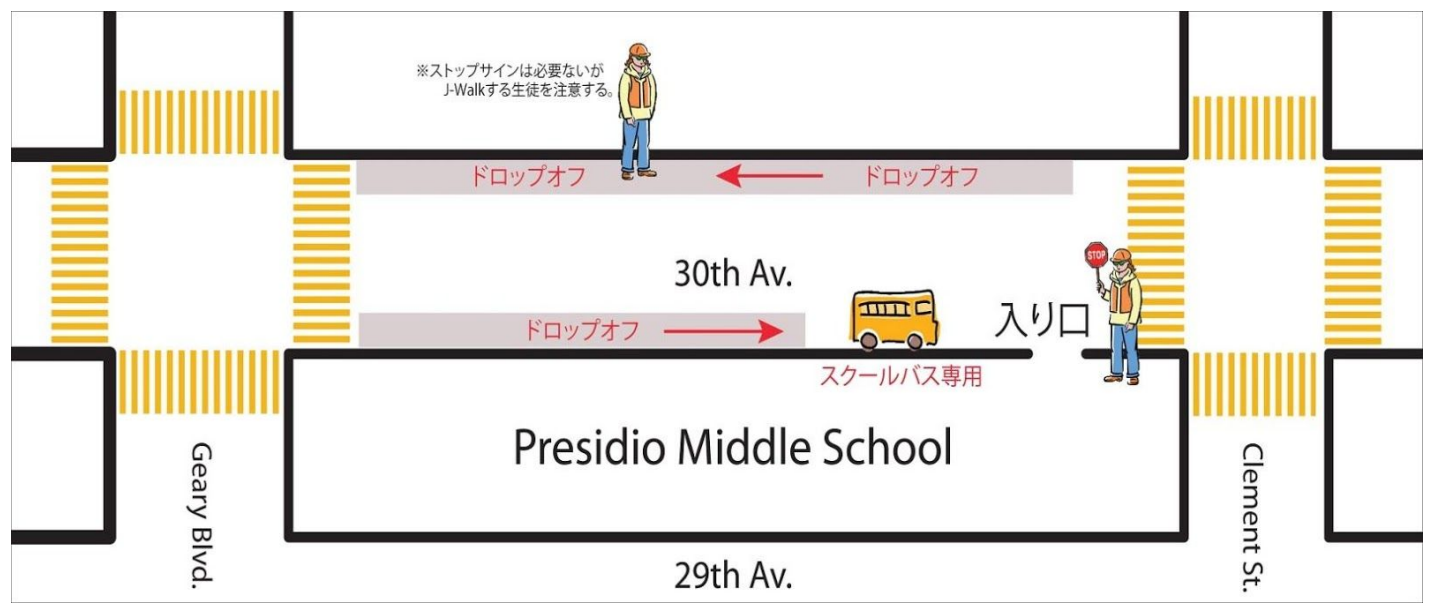 ※ストップサインは必要ないが
J-Walkする生徒を注意する。
ドロップオフ
ドロップオフ
30th Av.
STOP
ドロップオフ
入り口
スクールバス専用
Presidio Middle School
Geary Blvd.
Clement St.
29th Av.